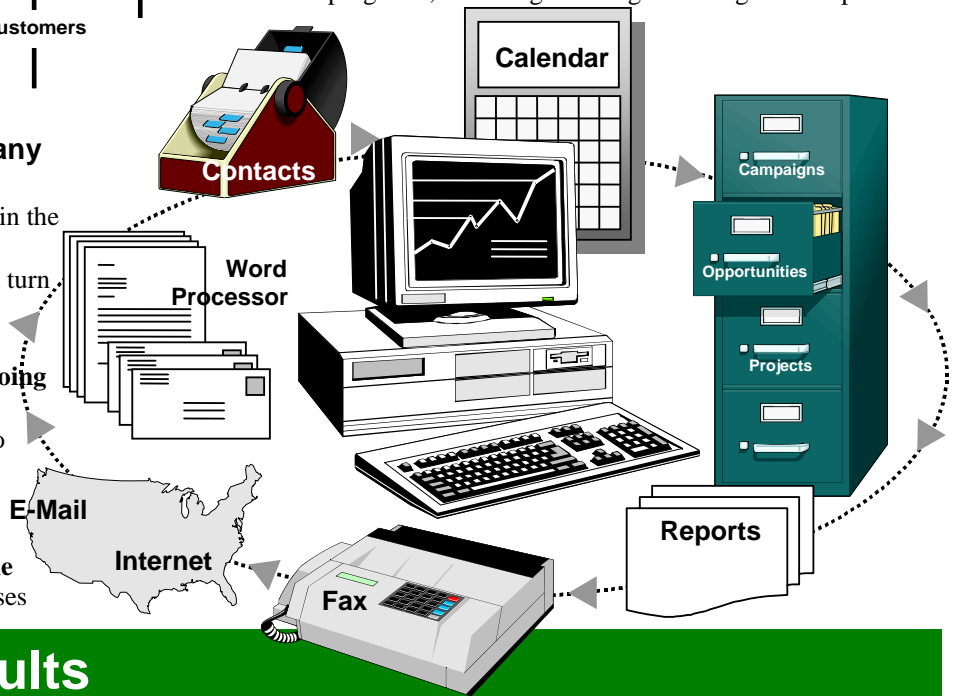 ustomers
Calendar
any
Contacts
Campaigns
in the
Word
Processor
turn
Opportunities
Projects
oing
E-Mail
Internet
Reports
Fax
ses
ults